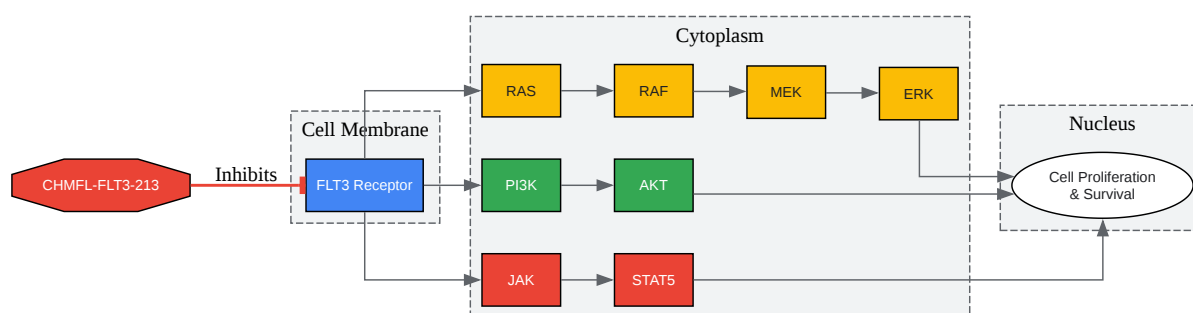 Cytoplasm
RAS
RAF
MEK
ERK
Cell Membrane
Nucleus
CHMFL-FLT3-213
Inhibits
FLT3 Receptor
PI3K
AKT
Cell Proliferation
& Survival
JAK
STAT5